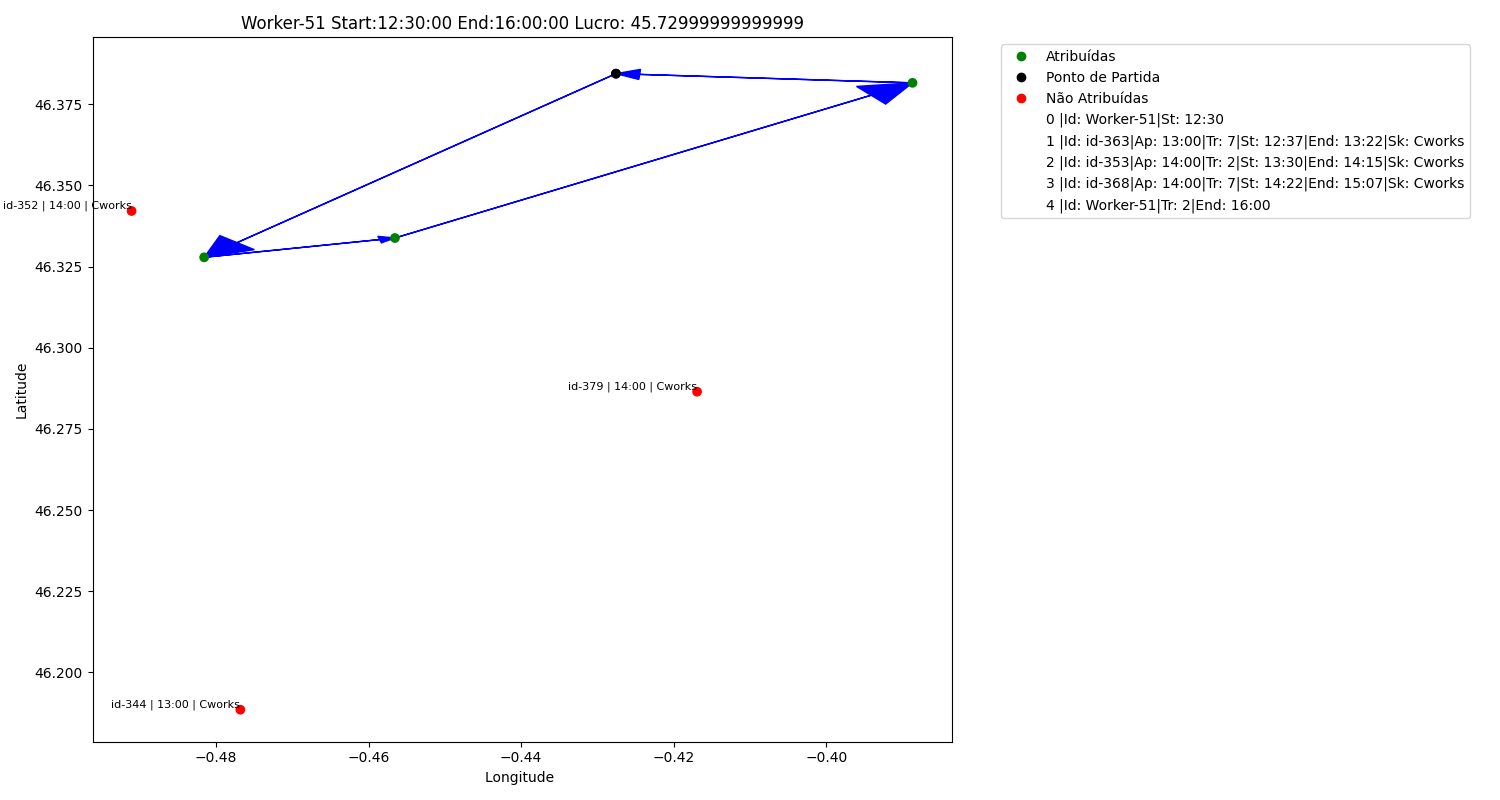 Worker-51 Start:12:30:00 End:16:00:00 Lucro: 45.72999999999999
Atribuídas
Ponto de Partida
Não Atribuídas
0 |Id: Worker-51|St: 12:30
1 |Id: id-363|Ap: 13:00|Tr: 7|St: 12:37|End: 13:22|Sk: Cworks
2 |Id: id-353|Ap: 14:00|Tr: 2|St: 13:30|End: 14:15|Sk: Cworks
3 |Id: id-368|Ap: 14:00|Tr: 7|St: 14:22|End: 15:07|Sk: Cworks
4 |Id: Worker-51|Tr: 2|End: 16:00
46.375
46.350
id-352 | 14:00 | Cworks
46.325
46.300
Latitude
id-379 | 14:00 | Cworks
46.275
46.250
46.225
46.200
id-344 | 13:00 | Cworks
−0.48
−0.46
−0.44
−0.42
−0.40
Longitude